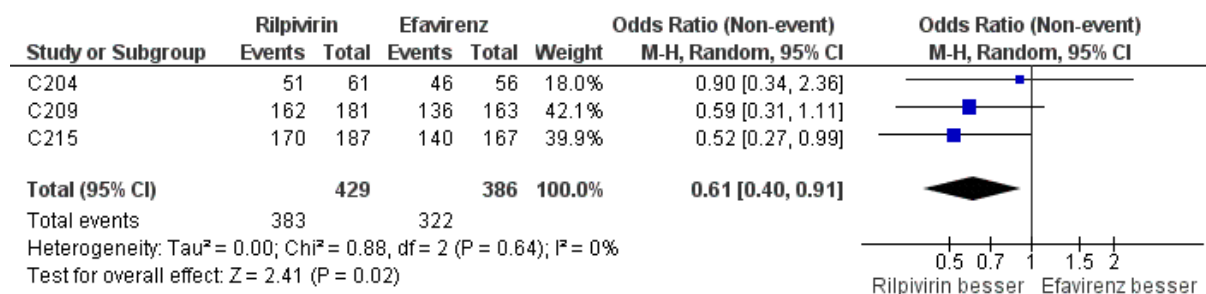 Rilpivirin Efavirenz Odds Ratio (Non-event) Odds Ratio (Non-event)
Study or Subgroup Events Total Events Total Weight M-H, Random, 95% CI M-H, Random, 95% CI
C204 51 61 46 56 18.0% 0.90 [0.34, 2.36]
C209 162 181 136 163 42.1% 0.59 [0.31, 1.11]
C215 170 187 140 167 39.9% 0.52 [0.27, 0.99]
Total (95% CI) 429 386 100.0% 0.61 [0.40, 0.91]
Total events 383 322
Heterogeneity: Tau² = 0.00; Chi² = 0.88, df = 2 (P = 0.64); I² = 0%
Test for overall effect: Z = 2.41 (P = 0.02)
0.5 0.7 1 1.5 2
Rilpivirin besser Efavirenz besser